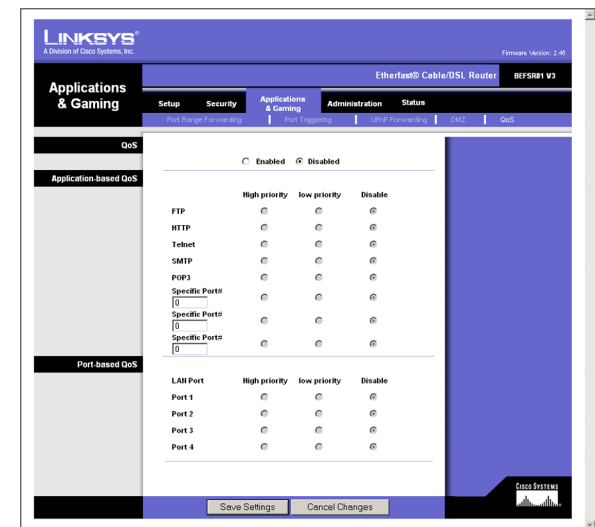 LINKSYS®
A Division of Cisco Systems, Inc.
Firmware Version: 2.45
Etherfast® Cable/DSL Router BEFSR81 V3
Applications & Gaming
Setup Security Applications & Gaming Administration Status
Port Range Forwarding Port Triggering UPnP Forwarding DMZ QoS
QoS
Enabled Disabled
Application-based QoS
High priority low priority Disable
FTP
HTTP
Telnet
SMTP
POP3
Specific Port#
0
Specific Port#
0
Specific Port#
0
Port-based QoS
LAN Port High priority low priority Disable
Port 1
Port 2
Port 3
Port 4
CISCO SYSTEMS
Save Settings Cancel Changes